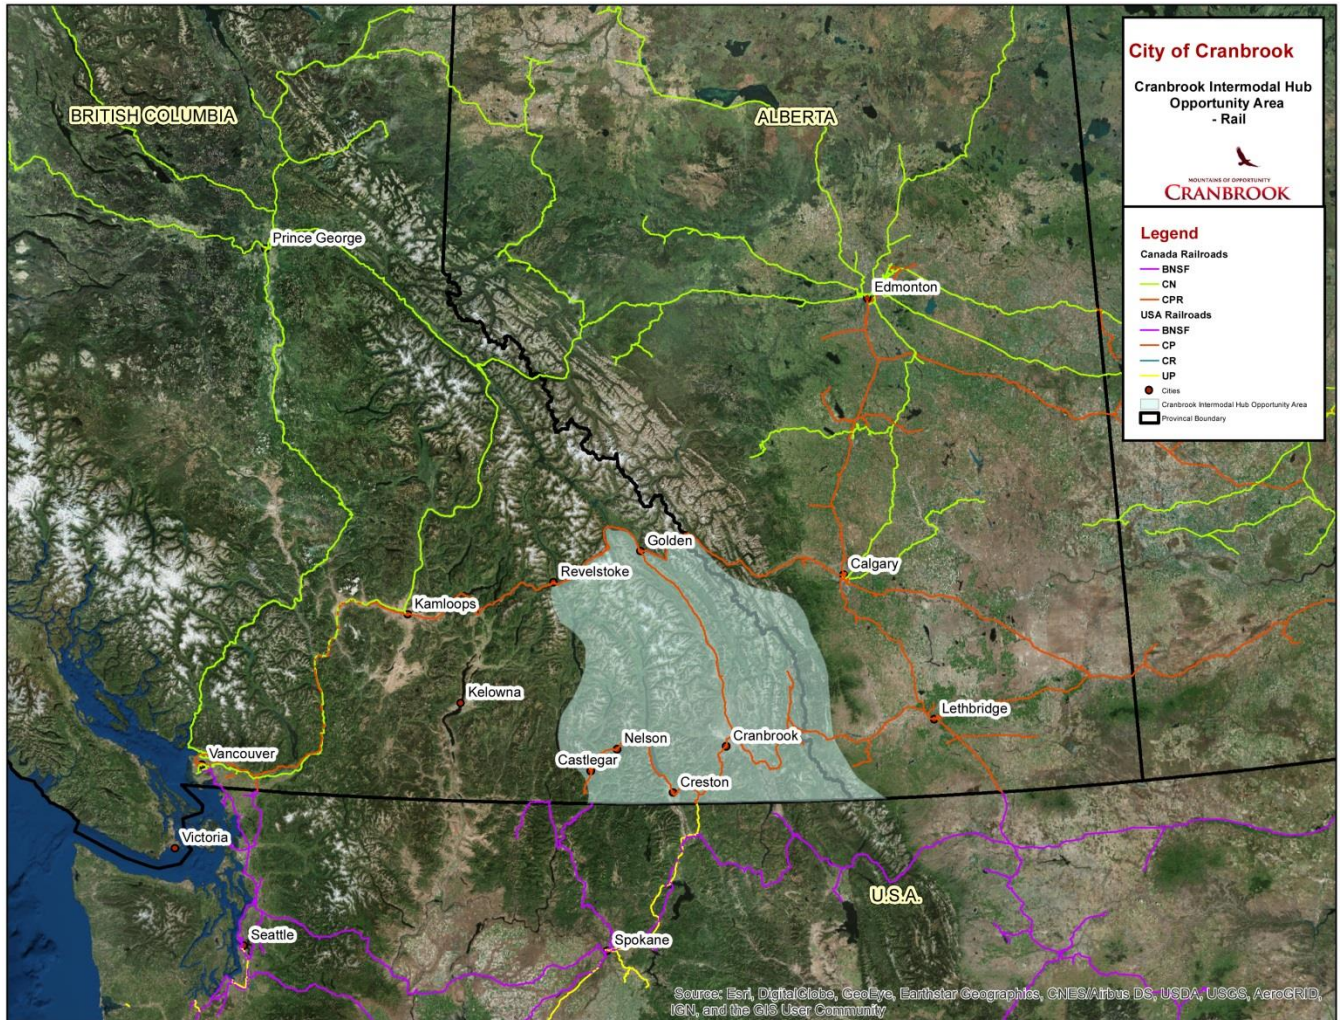 City of Cranbrook
Cranbrook Intermodal Hub
Opportunity Area
- Rail
MOUNTAINS OF OPPORTUNITY
CRANBROOK
Legend
Canada Railroads
BNSF
CN
CPR
USA Railroads
BNSF
CP
CR
UP
Cities
Cranbrook Intermodal Hub Opportunity Area
Provincal Boundary
BRITISH COLUMBIA
ALBERTA
Prince George
Edmonton
Golden
Calgary
Revelstoke
Kamloops
Kelowna
Lethbridge
Nelson
Cranbrook
Vancouver
Castlegar
Creston
Victoria
U.S.A.
Seattle
Spokane
Source: Esri, DigitalGlobe, GeoEye, Earthstar Geographics, CNES/Airbus DS, USDA, USGS, AeroGRID,
IGN, and the GIS User Community